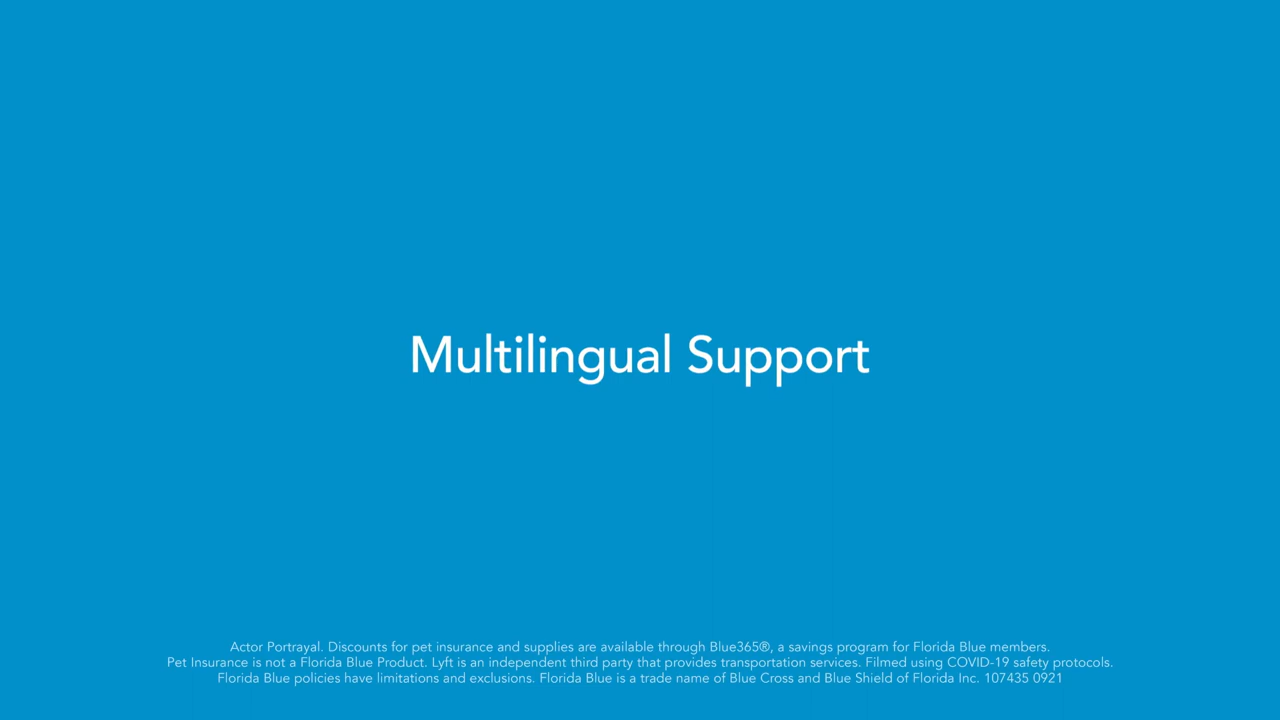 Multilingual Support
Actor Portrayal. Discounts for pet insurance and supplies are available through Blue365®, a savings program for Florida Blue members.
Pet Insurance is not a Florida Blue Product. Lyft is an independent third party that provides transportation services. Filmed using COVID-19 safety protocols.
Florida Blue policies have limitations and exclusions. Florida Blue is a trade name of Blue Cross and Blue Shield of Florida Inc. 107435 0921